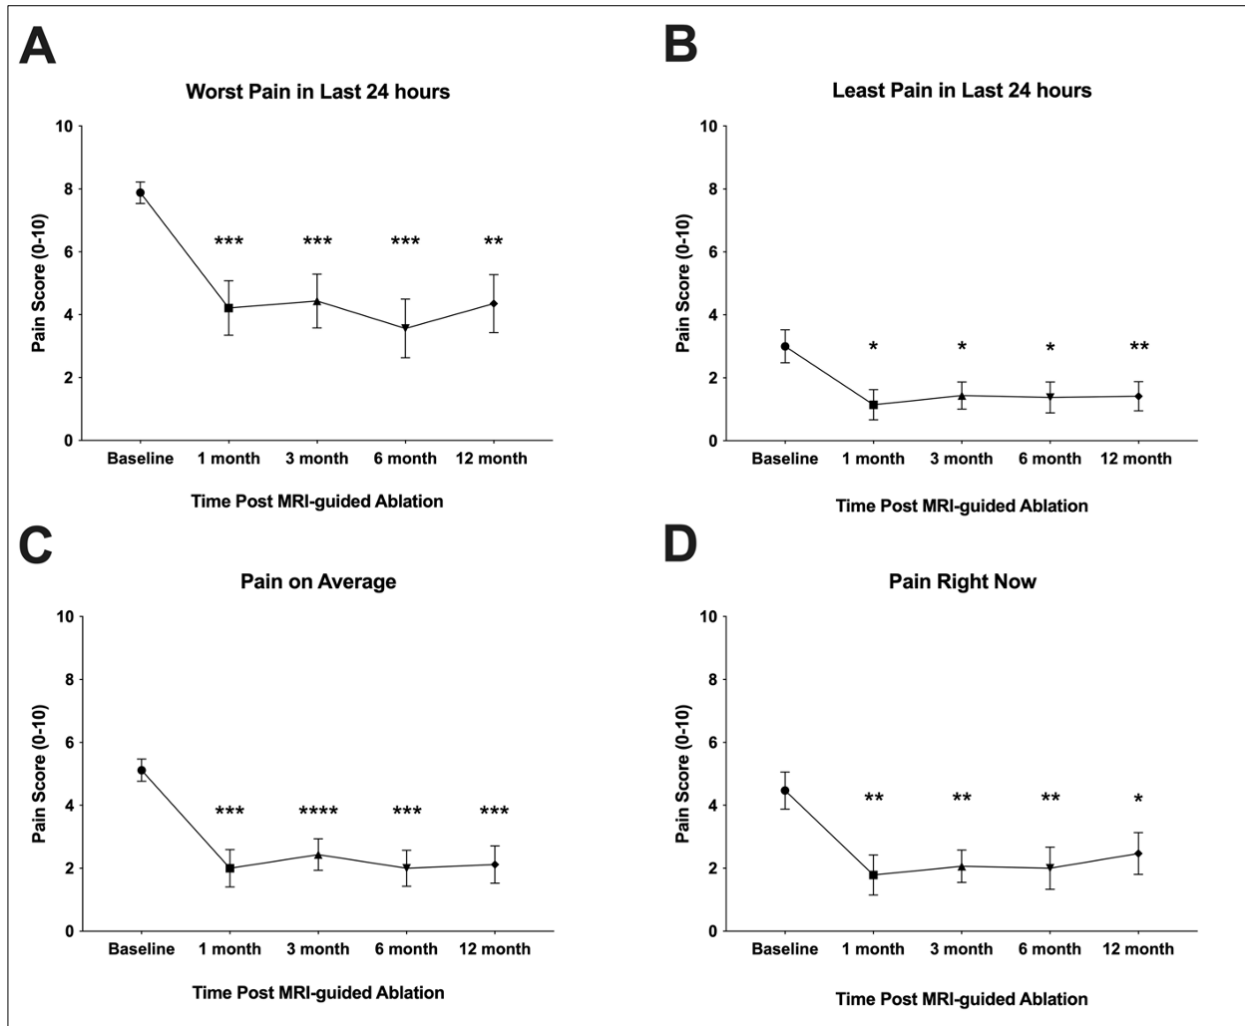 A
Worst Pain in Last 24 hours
Pain Score (0-10)
10
8
6
4
2
0
*** *** *** **
Baseline 1 month 3 month 6 month 12 month
Time Post MRI-guided Ablation
B
Least Pain in Last 24 hours
Pain Score (0-10)
10
8
6
4
2
0
* * * **
Baseline 1 month 3 month 6 month 12 month
Time Post MRI-guided Ablation
C
Pain on Average
Pain Score (0-10)
10
8
6
4
2
0
*** **** *** ***
Baseline 1 month 3 month 6 month 12 month
Time Post MRI-guided Ablation
D
Pain Right Now
Pain Score (0-10)
10
8
6
4
2
0
** ** ** *
Baseline 1 month 3 month 6 month 12 month
Time Post MRI-guided Ablation